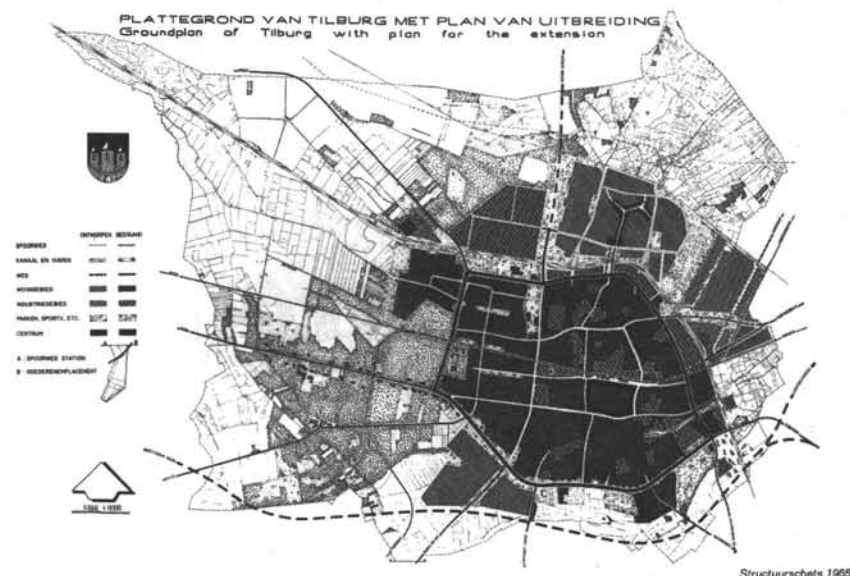 PLATTEGROND VAN TILBURG MET PLAN VAN UITBREIDING
Groundplan of Tilburg with plan for the extension
ONTWORPEN BESTAAND
SPOORWEG
KANAAL EN HAVEN
WEG
WOONGEBIED
INDUSTRIEGEBIED
PARKEN, SPORTV., ETC.
CENTRUM
A : SPOORWEG STATION
B : GOEDERENEMPLACEMENT
Structuurschets 1965